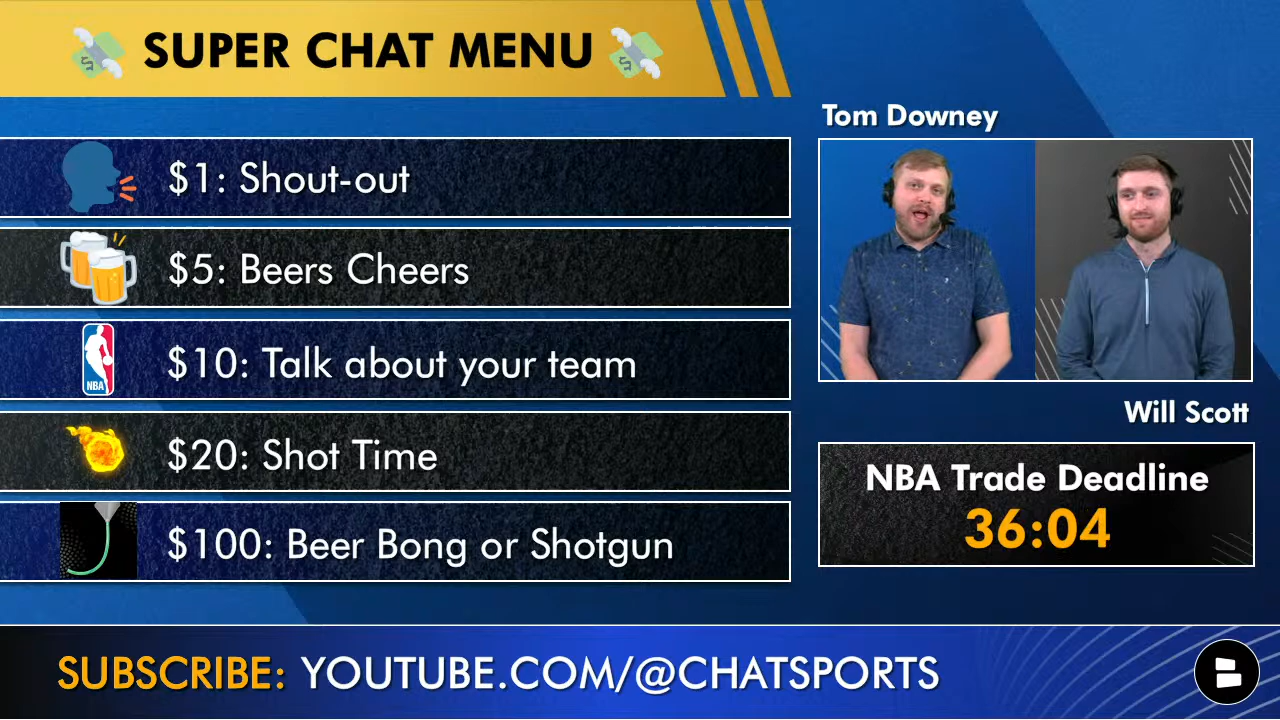 SUPER CHAT MENU
$1: Shout-out
$5: Beers Cheers
NBA
$10: Talk about your team
$20: Shot Time
$100: Beer Bong or Shotgun
Tom Downey
Will Scott
NBA Trade Deadline
36:04
SUBSCRIBE: YOUTUBE.COM/@CHATSPORTS